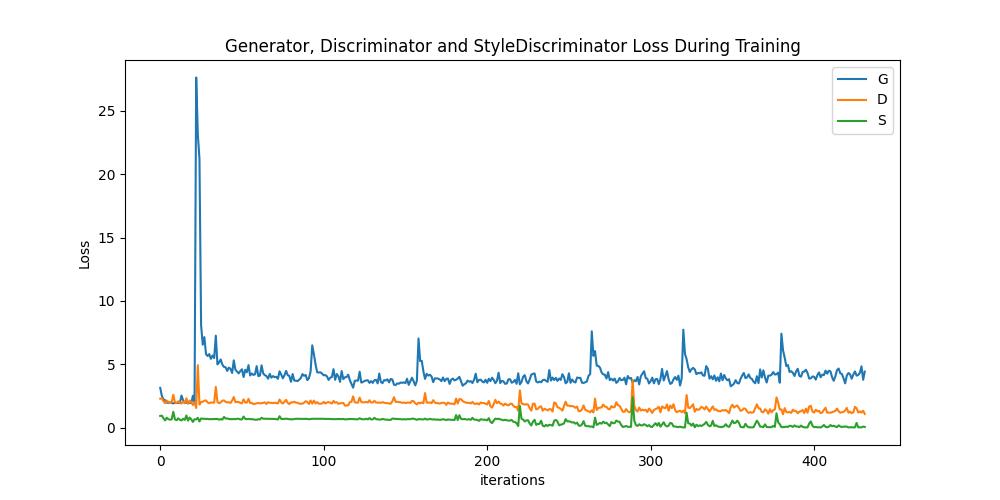 Generator, Discriminator and StyleDiscriminator Loss During Training
G
D
S
25
20
15
10
5
0
Loss
0 100 200 300 400
iterations